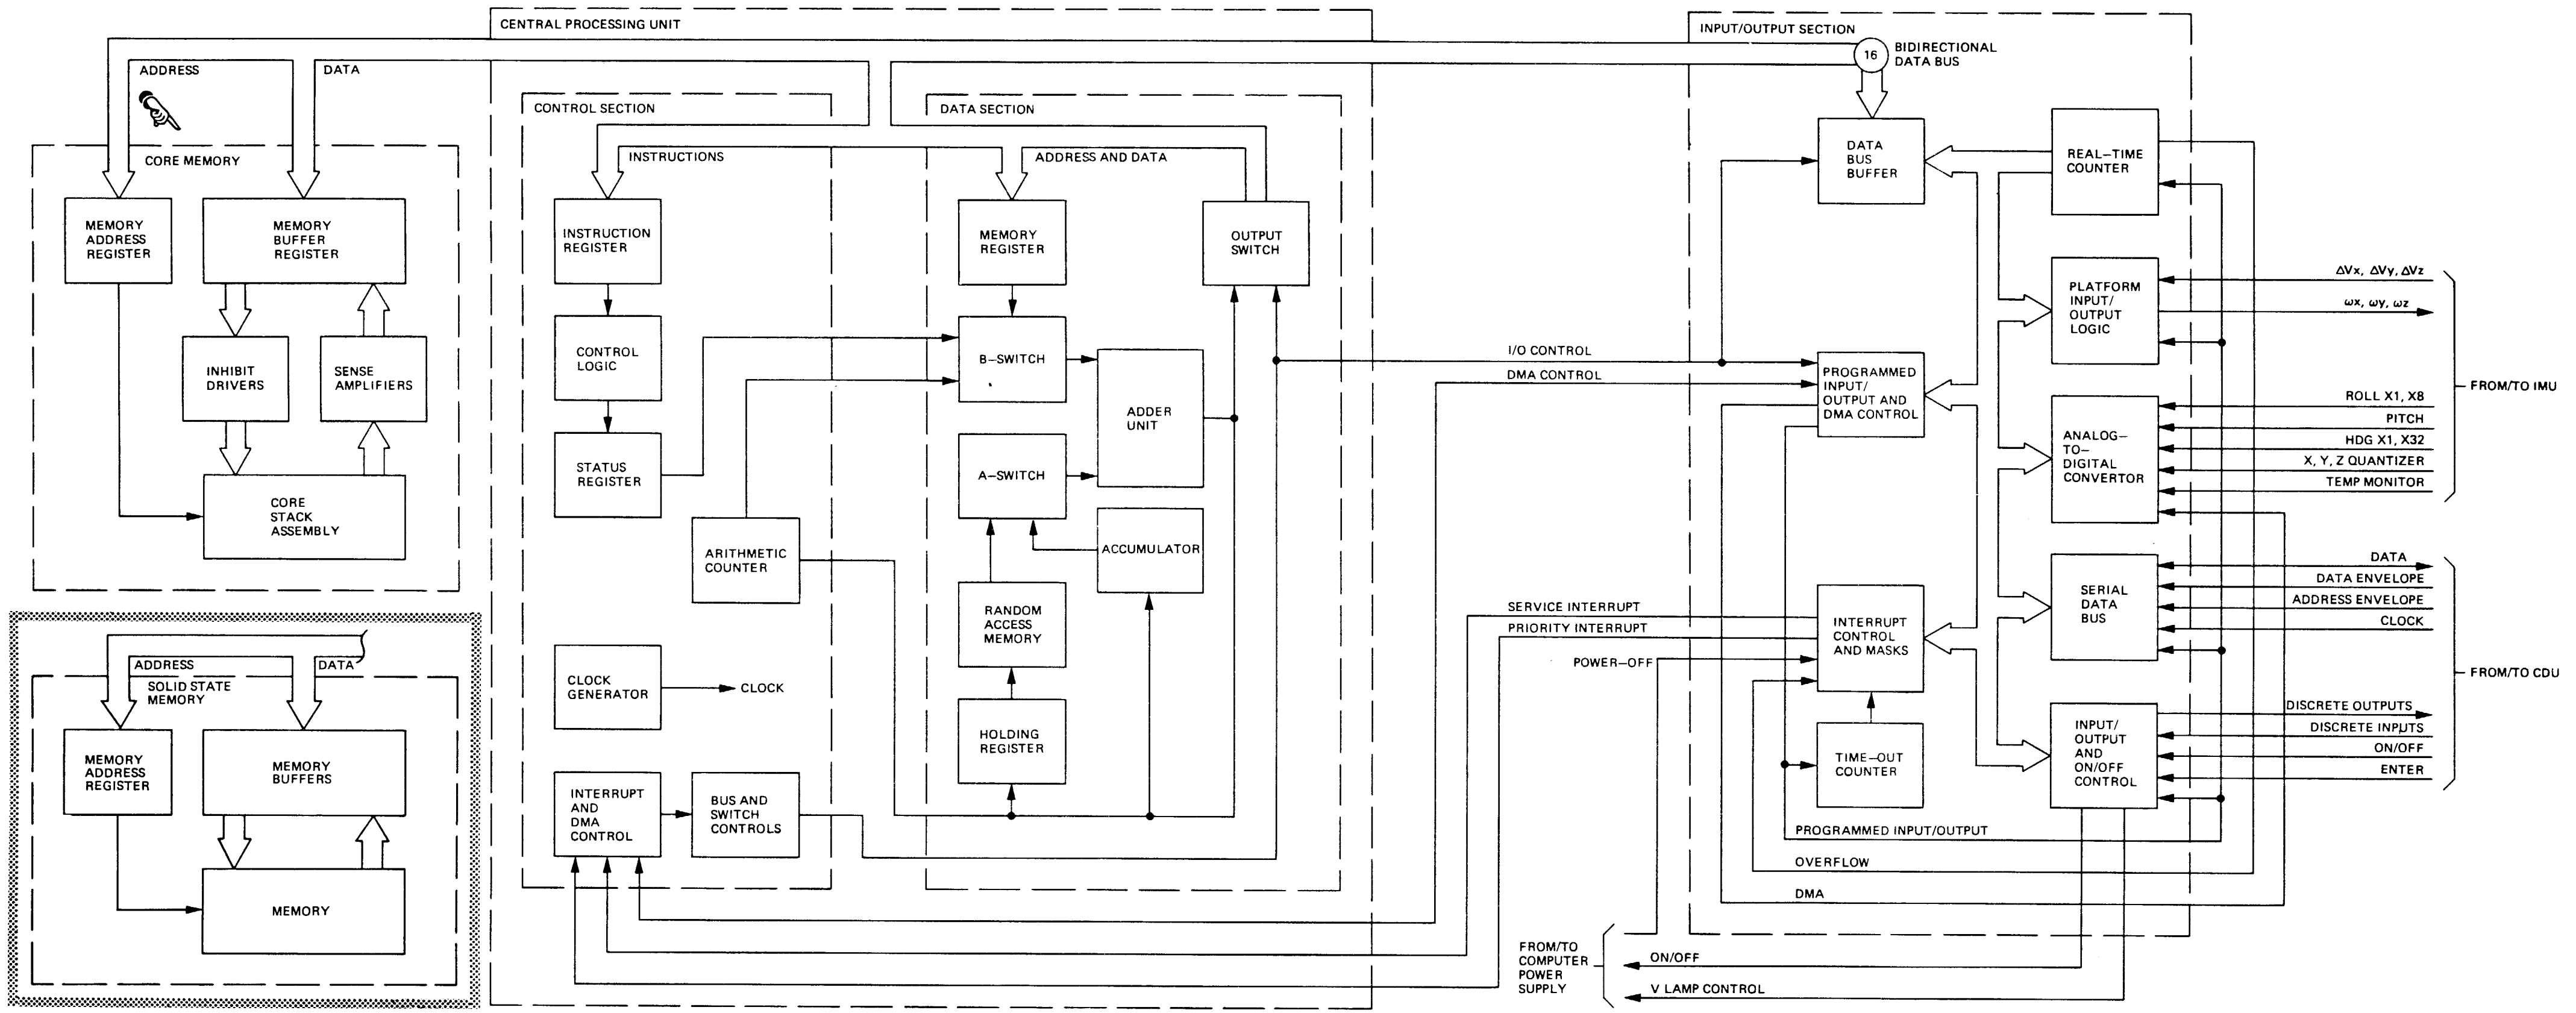 CENTRAL PROCESSING UNIT
INPUT/OUTPUT SECTION
16
BIDIRECTIONAL
DATA BUS
ADDRESS
DATA
CORE MEMORY
MEMORY
ADDRESS
REGISTER
MEMORY
BUFFER
REGISTER
INHIBIT
DRIVERS
SENSE
AMPLIFIERS
CORE
STACK
ASSEMBLY
ADDRESS
DATA
SOLID STATE
MEMORY
MEMORY
ADDRESS
REGISTER
MEMORY
BUFFERS
MEMORY
CONTROL SECTION
INSTRUCTIONS
INSTRUCTION
REGISTER
CONTROL
LOGIC
STATUS
REGISTER
ARITHMETIC
COUNTER
CLOCK
GENERATOR
CLOCK
INTERRUPT
AND
DMA
CONTROL
BUS AND
SWITCH
CONTROLS
DATA SECTION
ADDRESS AND DATA
MEMORY
REGISTER
OUTPUT
SWITCH
B-SWITCH
ADDER
UNIT
A-SWITCH
ACCUMULATOR
RANDOM
ACCESS
MEMORY
HOLDING
REGISTER
I/O CONTROL
DMA CONTROL
SERVICE INTERRUPT
PRIORITY INTERRUPT
POWER-OFF
DATA
BUS
BUFFER
REAL-TIME
COUNTER
PLATFORM
INPUT/
OUTPUT
LOGIC
PROGRAMMED
INPUT/
OUTPUT AND
DMA CONTROL
ANALOG-
TO-
DIGITAL
CONVERTOR
INTERRUPT
CONTROL
AND MASKS
SERIAL
DATA
BUS
TIME-OUT
COUNTER
INPUT/
OUTPUT
AND
ON/OFF
CONTROL
PROGRAMMED INPUT/OUTPUT
OVERFLOW
DMA
ΔVx, ΔVy, ΔVz
ωx, ωy, ωz
ROLL X1, X8
PITCH
HDG X1, X32
X, Y, Z QUANTIZER
TEMP MONITOR
FROM/TO IMU
DATA
DATA ENVELOPE
ADDRESS ENVELOPE
CLOCK
DISCRETE OUTPUTS
DISCRETE INPUTS
ON/OFF
ENTER
FROM/TO CDU
FROM/TO
COMPUTER
POWER
SUPPLY
ON/OFF
V LAMP CONTROL